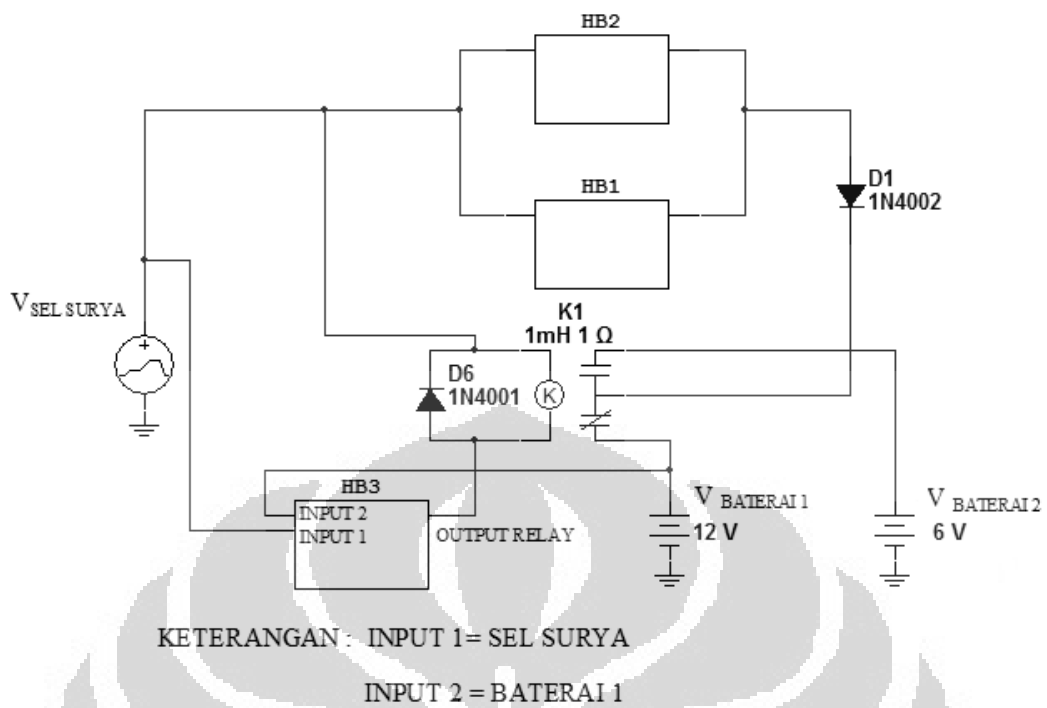 HB2
HB1
D1
1N4002
V SEL SURYA
K1
1mH 1 Ω
D6
1N4001
K
HB3
INPUT 2
INPUT 1
OUTPUT RELAY
V BATERAI 1
12 V
V BATERAI 2
6 V
KETERANGAN : INPUT 1= SEL SURYA
INPUT 2 = BATERAI 1